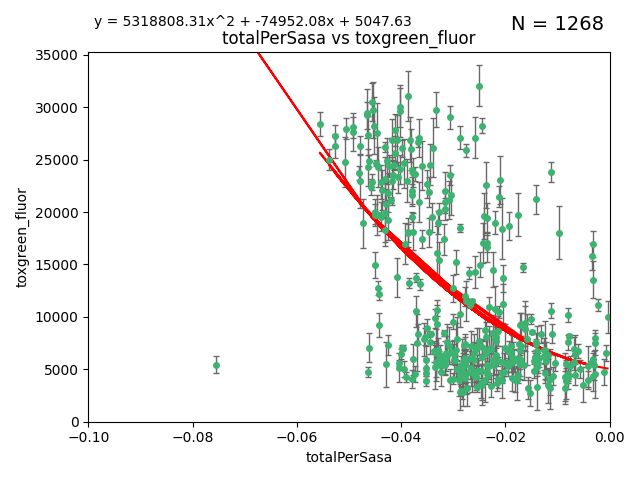 y = 5318808.31x^2 + -74952.08x + 5047.63
N = 1268
totalPerSasa vs toxgreen_fluor
35000
30000
25000
20000
15000
10000
5000
0
toxgreen_fluor
−0.10
−0.08
−0.06
−0.04
−0.02
0.00
totalPerSasa